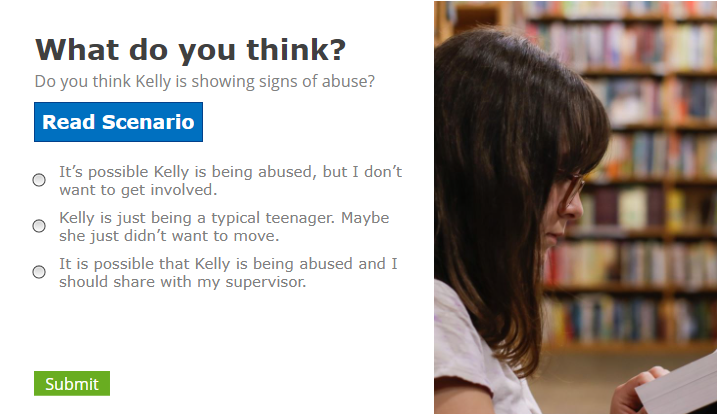 What do you think?
Do you think Kelly is showing signs of abuse?
Read Scenario
It’s possible Kelly is being abused, but I don’t
want to get involved.
Kelly is just being a typical teenager. Maybe
she just didn’t want to move.
It is possible that Kelly is being abused and I
should share with my supervisor.
Submit